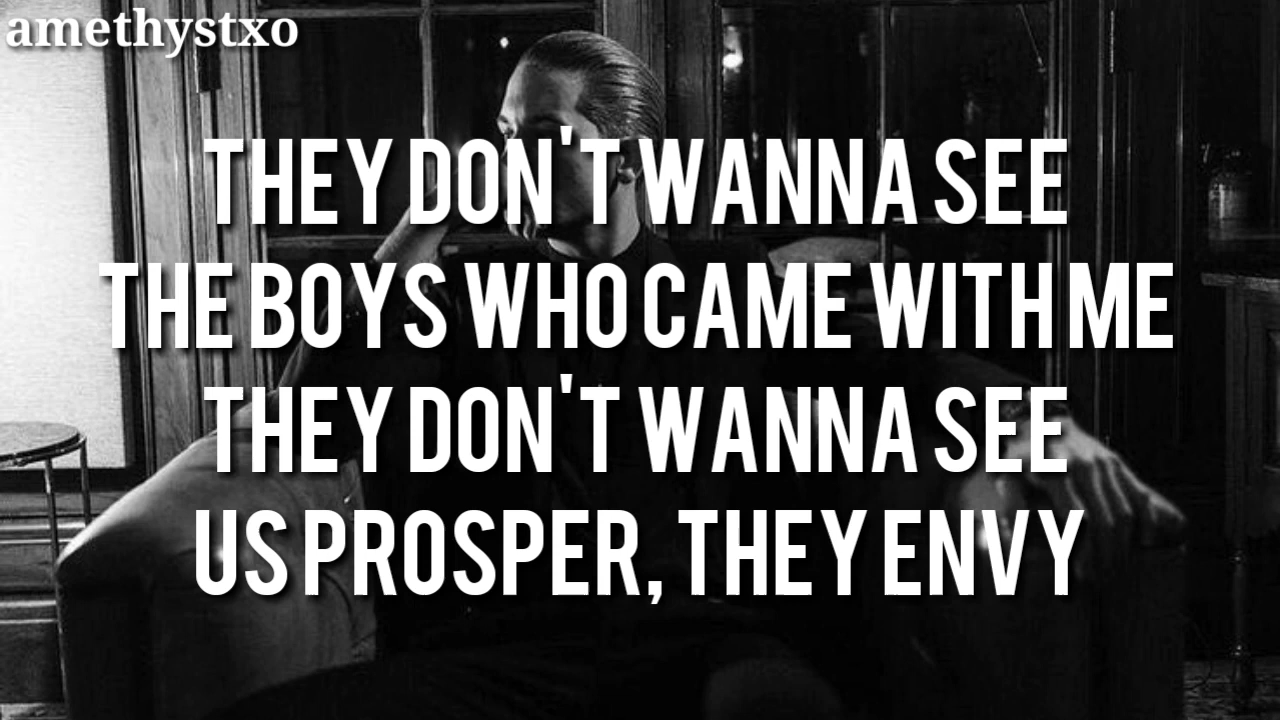 amethystxo
THEY DON'T WANNA SEE
THE BOYS WHO CAME WITH ME
THEY DON'T WANNA SEE
US PROSPER, THEY ENVY